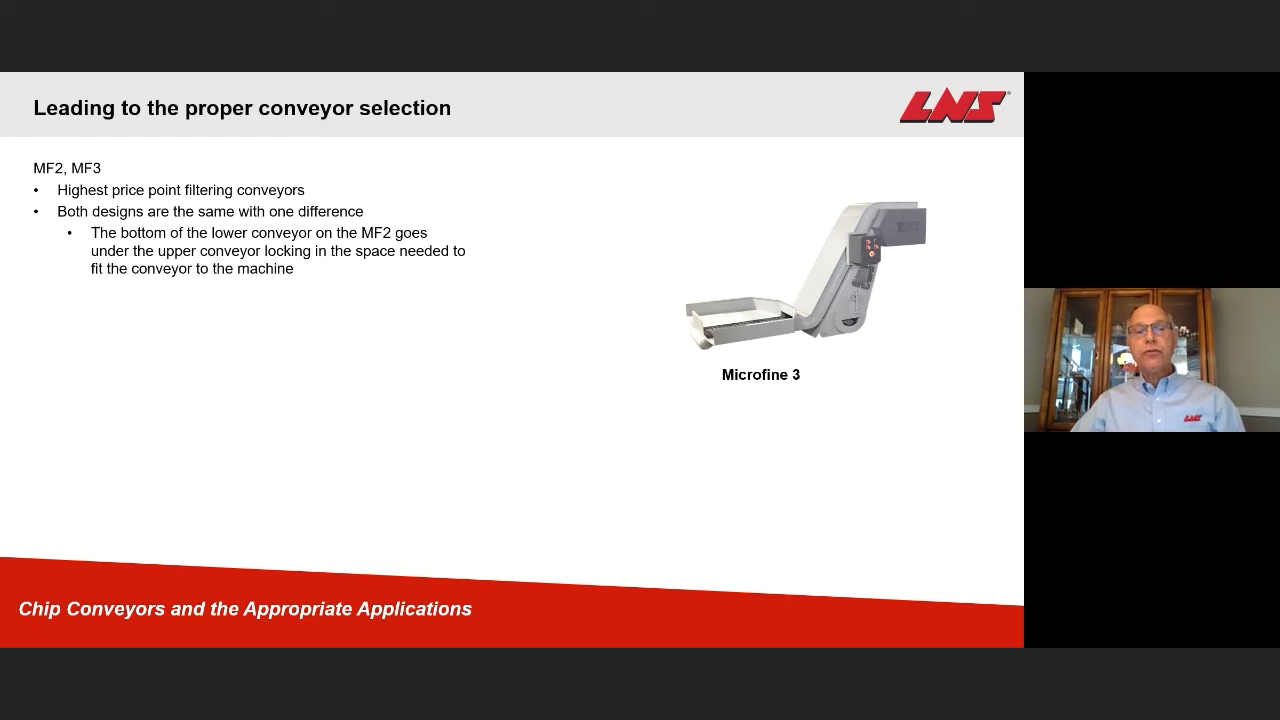 Leading to the proper conveyor selection
LNS
MF2, MF3
• Highest price point filtering conveyors
• Both designs are the same with one difference
• The bottom of the lower conveyor on the MF2 goes
under the upper conveyor locking in the space needed to
fit the conveyor to the machine
Microfine 3
LNS
Chip Conveyors and the Appropriate Applications